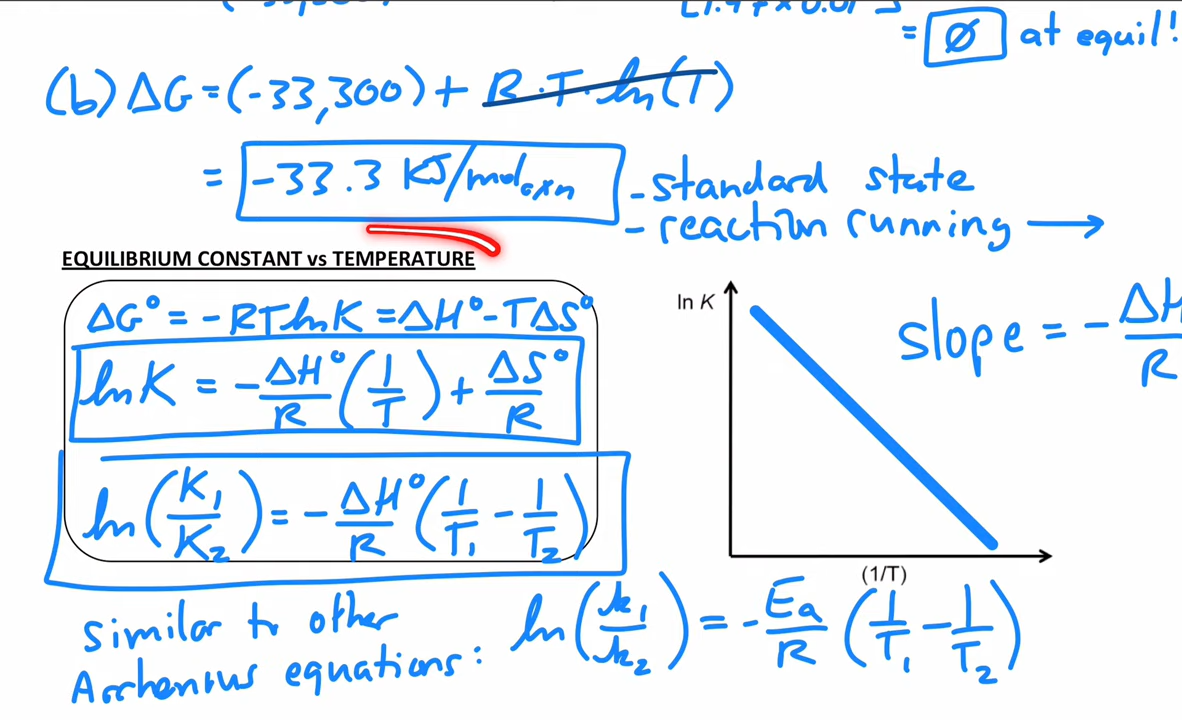 = Ø at equil!
(b) ΔG = (-33,300) + R·T·ln(1)
= -33.3 KJ/mol rxn
- standard state
- reaction running →
EQUILIBRIUM CONSTANT vs TEMPERATURE
ΔG° = -RTlnK = ΔH° - TΔS°
lnK = -ΔH°/R (1/T) + ΔS°/R
ln(K₁/K₂) = -ΔH°/R (1/T₁ - 1/T₂)
ln K
slope = -ΔH/R
(1/T)
similar to other
Arrhenius equations:
ln(k₁/k₂) = -Ea/R (1/T₁ - 1/T₂)